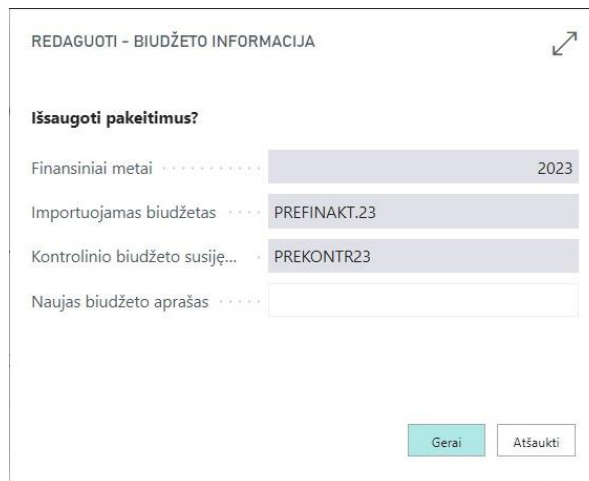 REDAGUOTI - BIUDŽETO INFORMACIJA
Išsaugoti pakeitimus?
Finansiniai metai 2023
Importuojamas biudžetas PREFINAKT.23
Kontrolinio biudžeto susiję... PREKONTR23
Naujas biudžeto aprašas
Gerai Atšaukti